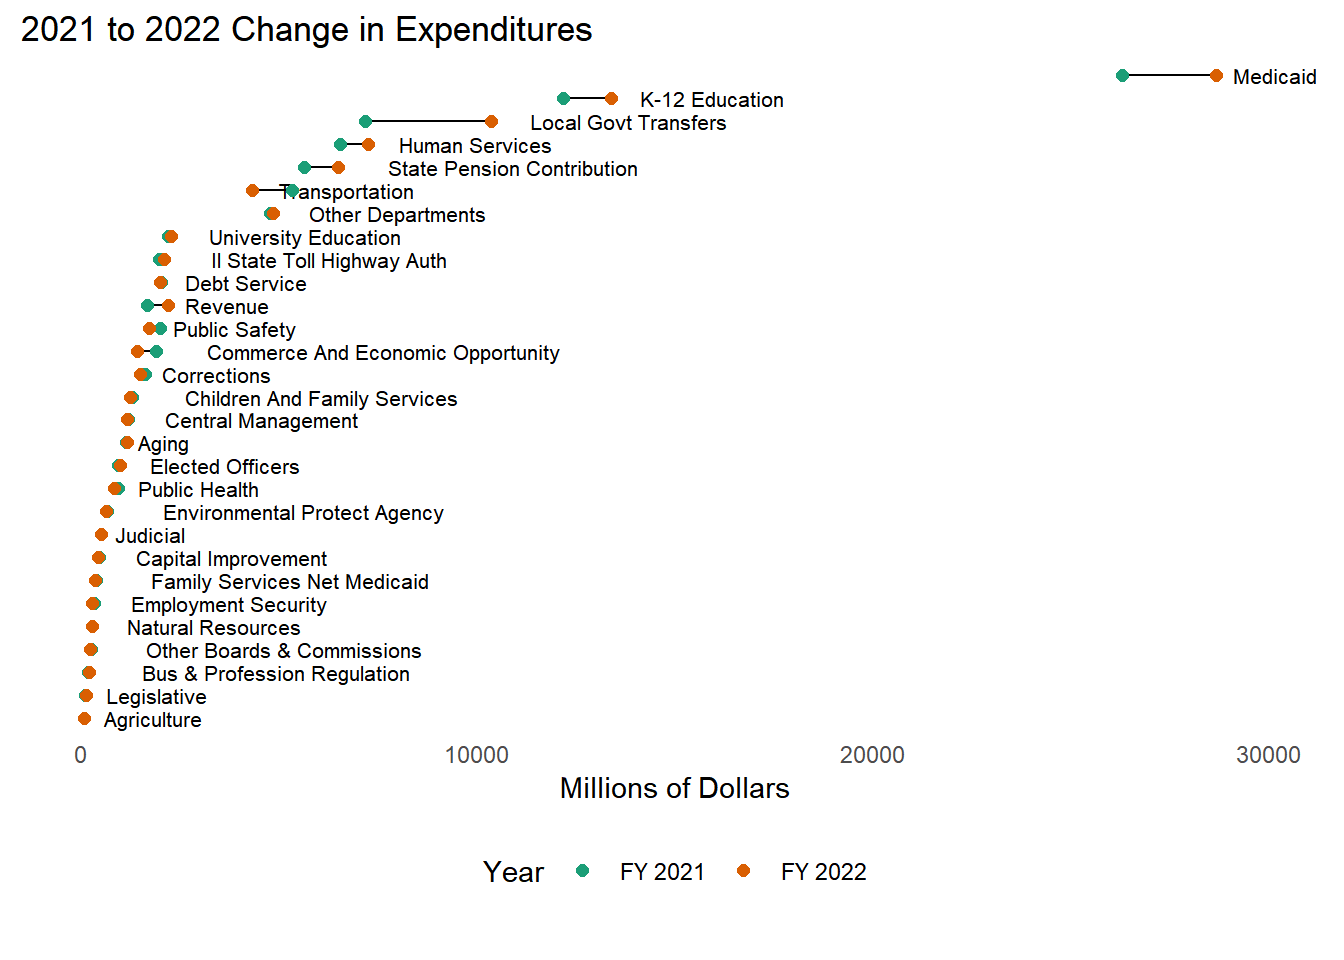 2021 to 2022 Change in Expenditures
Medicaid
K-12 Education
Local Govt Transfers
Human Services
State Pension Contribution
Transportation
Other Departments
University Education
Il State Toll Highway Auth
Debt Service
Revenue
Public Safety
Commerce And Economic Opportunity
Corrections
Children And Family Services
Central Management
Aging
Elected Officers
Public Health
Environmental Protect Agency
Judicial
Capital Improvement
Family Services Net Medicaid
Employment Security
Natural Resources
Other Boards & Commissions
Bus & Profession Regulation
Legislative
Agriculture
0 10000 20000 30000
Millions of Dollars
Year FY 2021 FY 2022